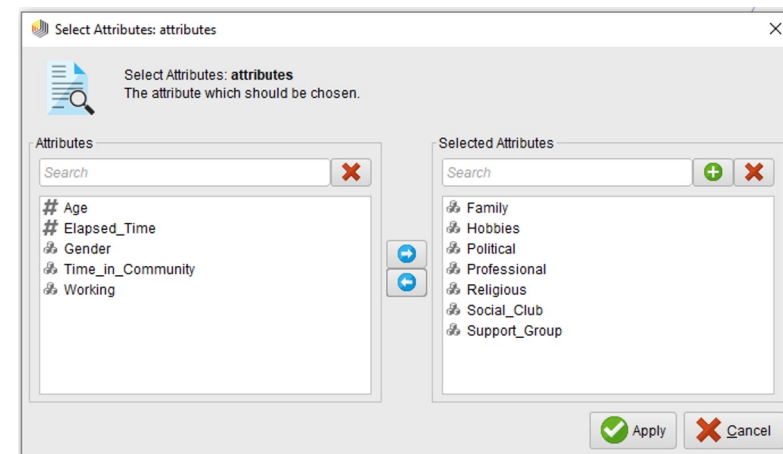 Select Attributes: attributes
Select Attributes: attributes
The attribute which should be chosen.
Attributes
Search
Age
Elapsed_Time
Gender
Time_in_Community
Working
Selected Attributes
Search
Family
Hobbies
Political
Professional
Religious
Social_Club
Support_Group
Apply
Cancel